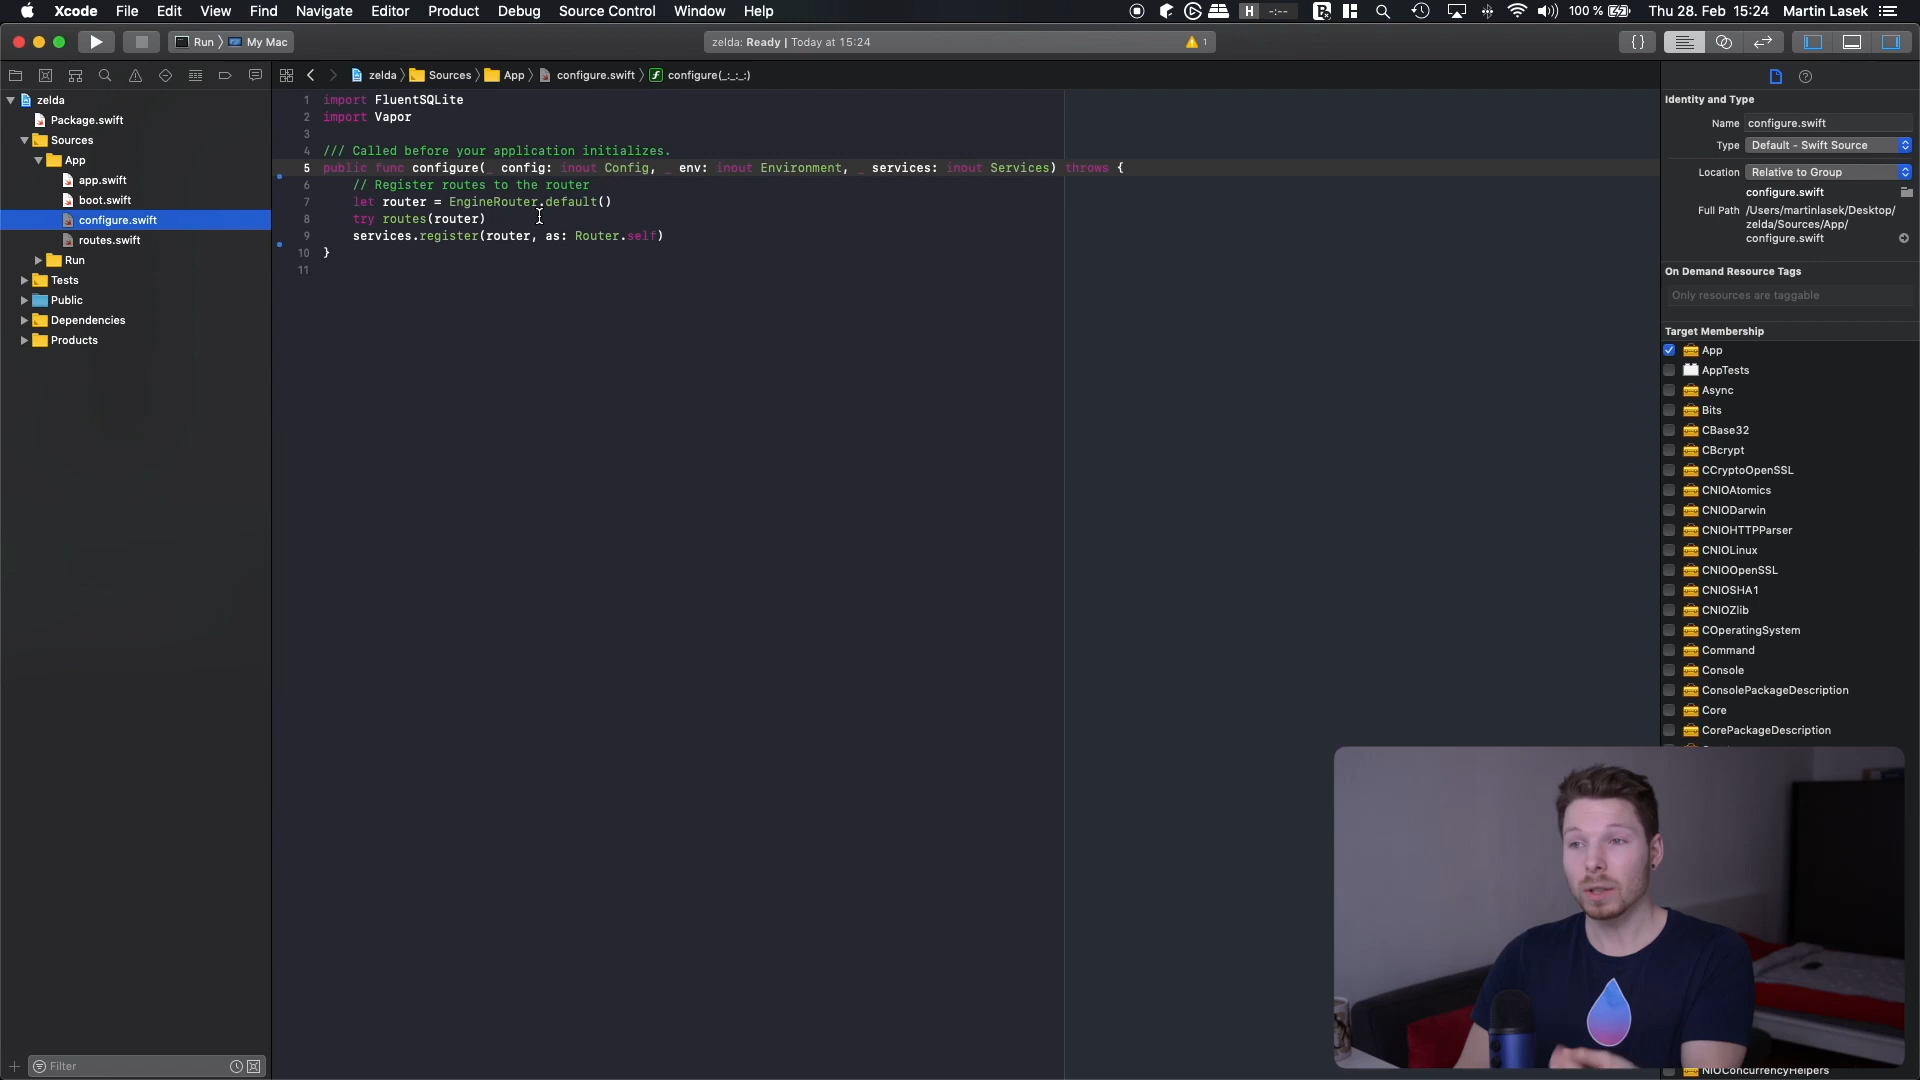 Xcode File Edit View Find Navigate Editor Product Debug Source Control Window Help
H -:-- 100 % Thu 28. Feb 15:24 Martin Lasek
Run My Mac
zelda: Ready | Today at 15:24
1
{}
zelda Sources App configure.swift configure(_:_:_:)
zelda
Package.swift
Sources
App
app.swift
boot.swift
configure.swift
routes.swift
Run
Tests
Public
Dependencies
Products
Filter
1 import FluentSQLite
2 import Vapor
3
4 /// Called before your application initializes.
5 public func configure(_ config: inout Config, _ env: inout Environment, _ services: inout Services) throws {
6 // Register routes to the router
7 let router = EngineRouter.default()
8 try routes(router)
9 services.register(router, as: Router.self)
10 }
11
Identity and Type
Name configure.swift
Type Default - Swift Source
Location Relative to Group
configure.swift
Full Path /Users/martinlasek/Desktop/
zelda/Sources/App/
configure.swift
On Demand Resource Tags
Only resources are taggable
Target Membership
App
AppTests
Async
Bits
CBase32
CBcrypt
CCryptoOpenSSL
CNIOAtomics
CNIODarwin
CNIOHTTPParser
CNIOLinux
CNIOOpenSSL
CNIOSHA1
CNIOZlib
COperatingSystem
Command
Console
ConsolePackageDescription
Core
CorePackageDescription
NIOConcurrencyHelpers